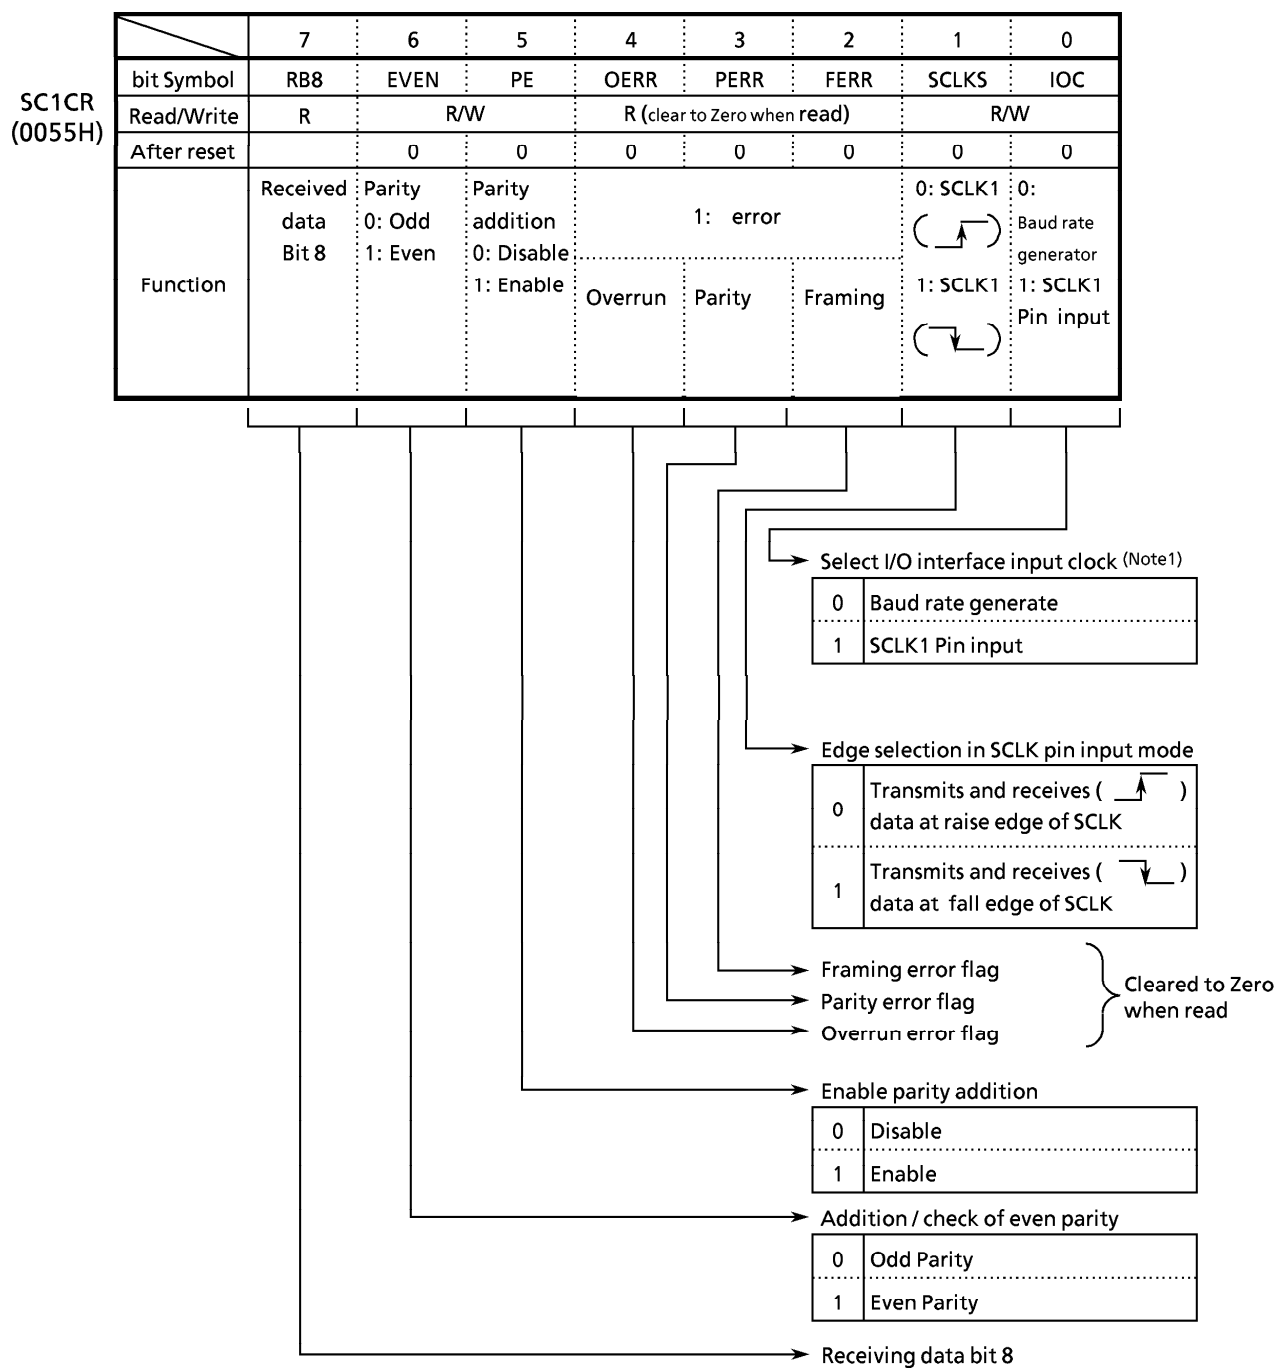 7 6 5 4 3 2 1 0
bit Symbol RB8 EVEN PE OERR PERR FERR SCLKS IOC
SC1CR
(0055H)
Read/Write R R/W R (clear to Zero when read) R/W
After reset 0 0 0 0 0 0 0
Function
Received
data
Bit 8
Parity
0: Odd
1: Even
Parity
addition
0: Disable
1: Enable
1: error
Overrun Parity Framing
0: SCLK1
( )
1: SCLK1
( )
0:
Baud rate
generator
1: SCLK1
Pin input
Select I/O interface input clock (Note1)
0 Baud rate generate
1 SCLK1 Pin input
Edge selection in SCLK pin input mode
0 Transmits and receives ( )
data at raise edge of SCLK
1 Transmits and receives ( )
data at fall edge of SCLK
Framing error flag
Parity error flag
Overrun error flag
Cleared to Zero
when read
Enable parity addition
0 Disable
1 Enable
Addition / check of even parity
0 Odd Parity
1 Even Parity
Receiving data bit 8